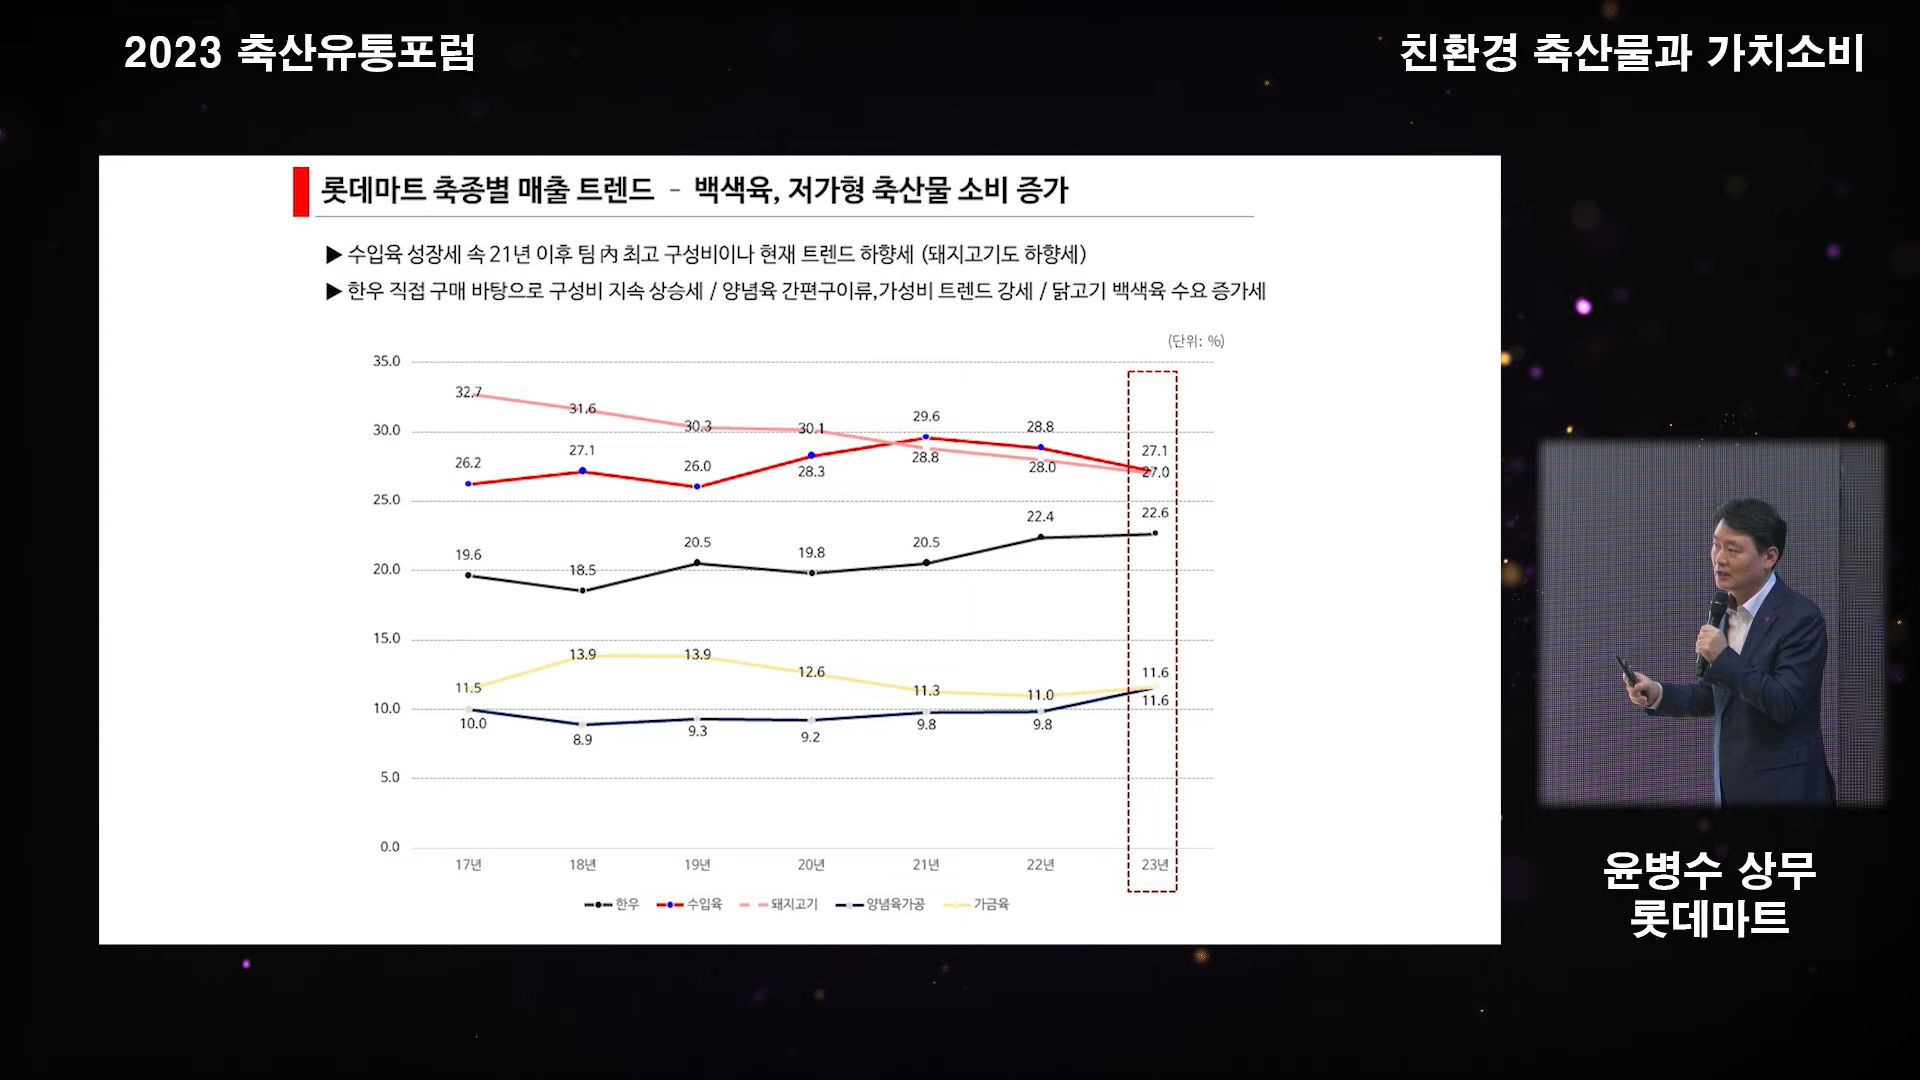 2023 축산유통포럼
친환경 축산물과 가치소비
롯데마트 축종별 매출 트렌드 - 백색육, 저가형 축산물 소비 증가
▶ 수입육 성장세 속 21년 이후 팀 內 최고 구성비이나 현재 트렌드 하향세 (돼지고기도 하향세)
▶ 한우 직접 구매 바탕으로 구성비 지속 상승세 / 양념육 간편구이류,가성비 트렌드 강세 / 닭고기 백색육 수요 증가세
(단위: %)
35.0
30.0
25.0
20.0
15.0
10.0
5.0
0.0
32.7 31.6 30.3 30.1 28.8 28.0 27.0
26.2 27.1 26.0 28.3 29.6 28.8 27.1
19.6 18.5 20.5 19.8 20.5 22.4 22.6
11.5 13.9 13.9 12.6 11.3 11.0 11.6
10.0 8.9 9.3 9.2 9.8 9.8 11.6
17년 18년 19년 20년 21년 22년 23년
한우 수입육 돼지고기 양념육가공 가금육
윤병수 상무
롯데마트